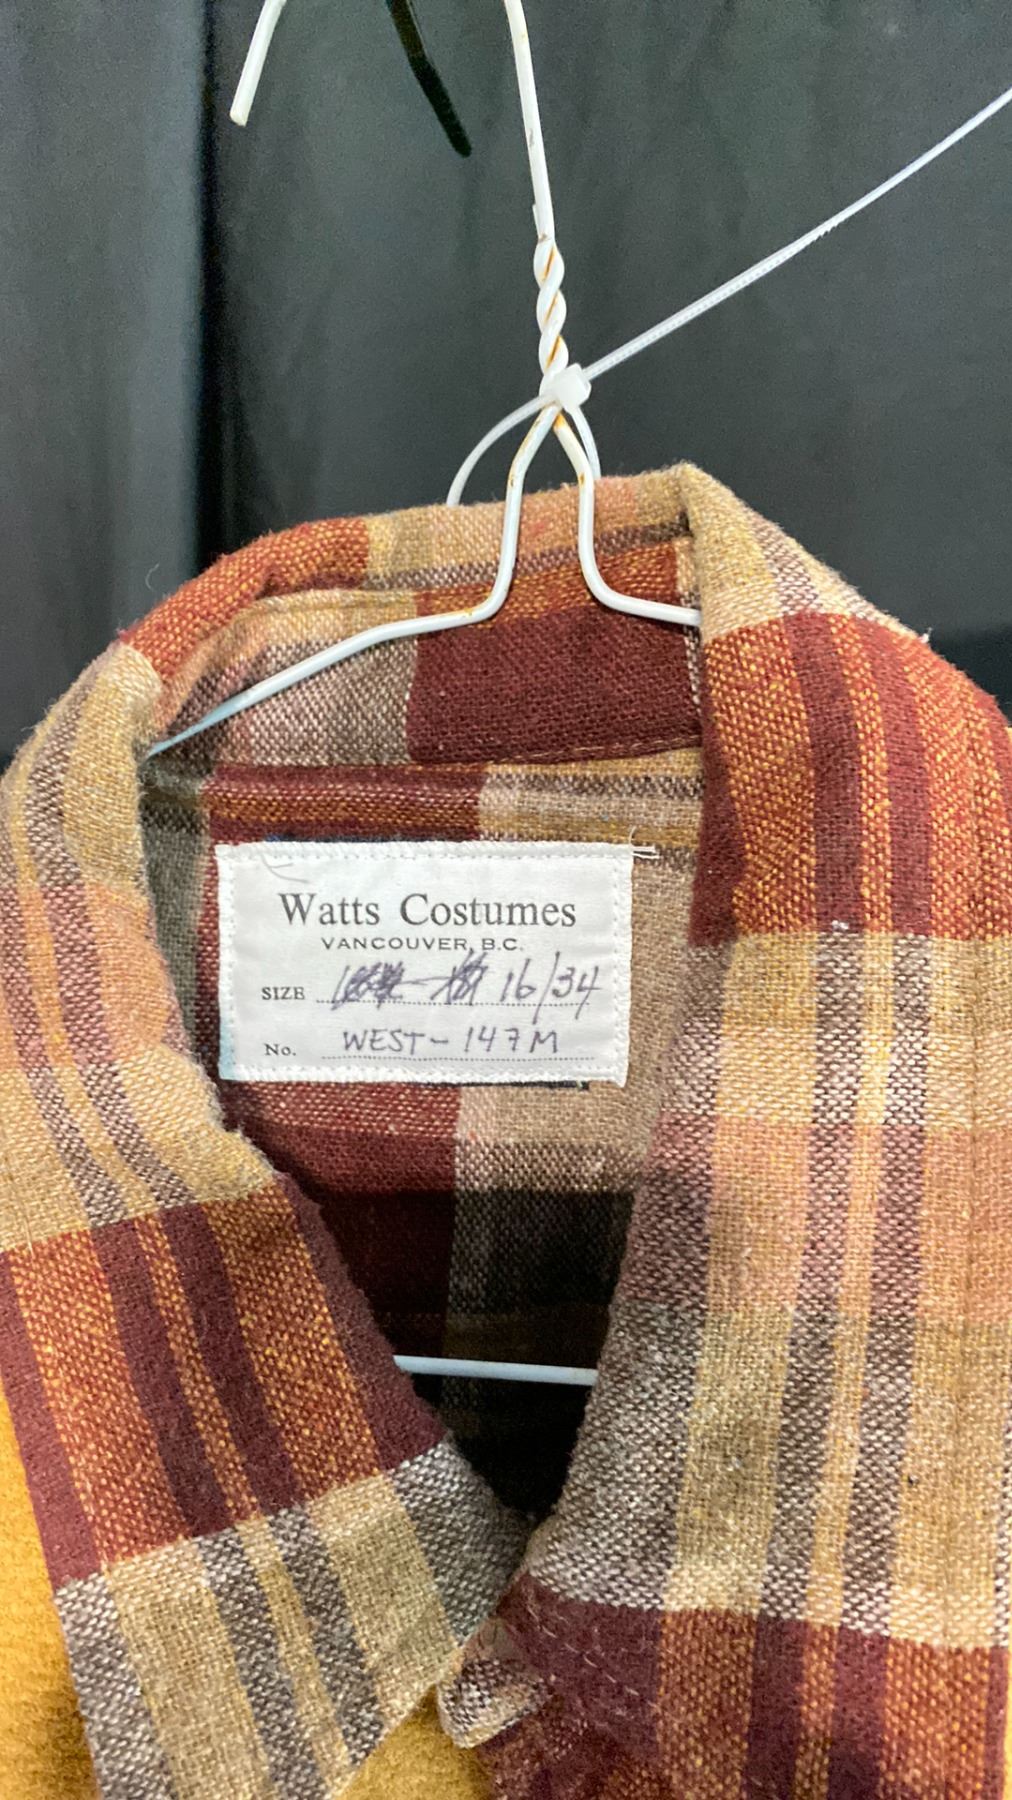 Watts Costumes
VANCOUVER, B.C.
SIZE 16/34
No. WEST- 147M